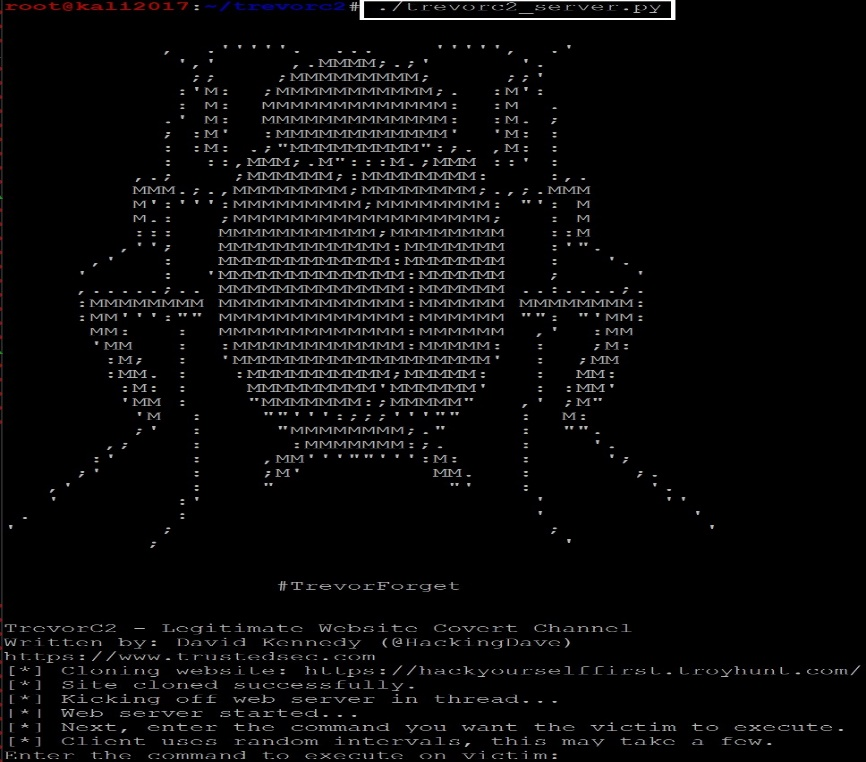 root@kali2017:~/trevorc2# ./trevorc2_server.py
#TrevorForget
TrevorC2 - Legitimate Website Covert Channel
Written by: David Kennedy (@HackingDave)
https://www.trustedsec.com
[*] Cloning website: https://hackyourselffirst.troyhunt.com/
[*] Site cloned successfully.
[*] Kicking off web server in thread...
[*] Web server started...
[*] Next, enter the command you want the victim to execute.
[*] Client uses random intervals, this may take a few.
Enter the command to execute on victim: